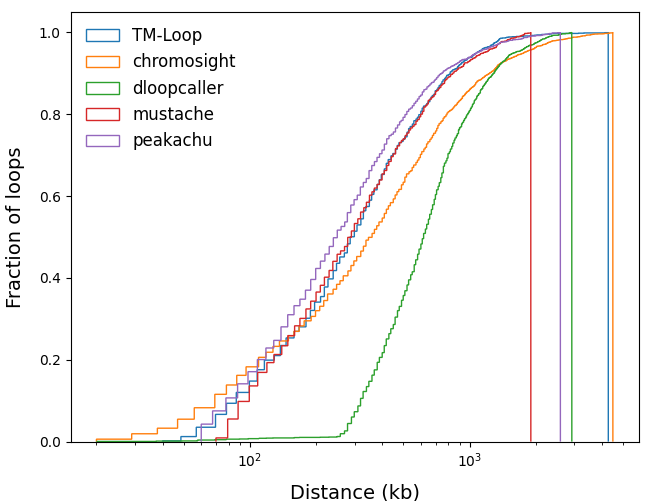 1.0
0.8
0.6
0.4
0.2
0.0
Fraction of loops
TM-Loop
chromosight
dloopcaller
mustache
peakachu
10²
10³
Distance (kb)